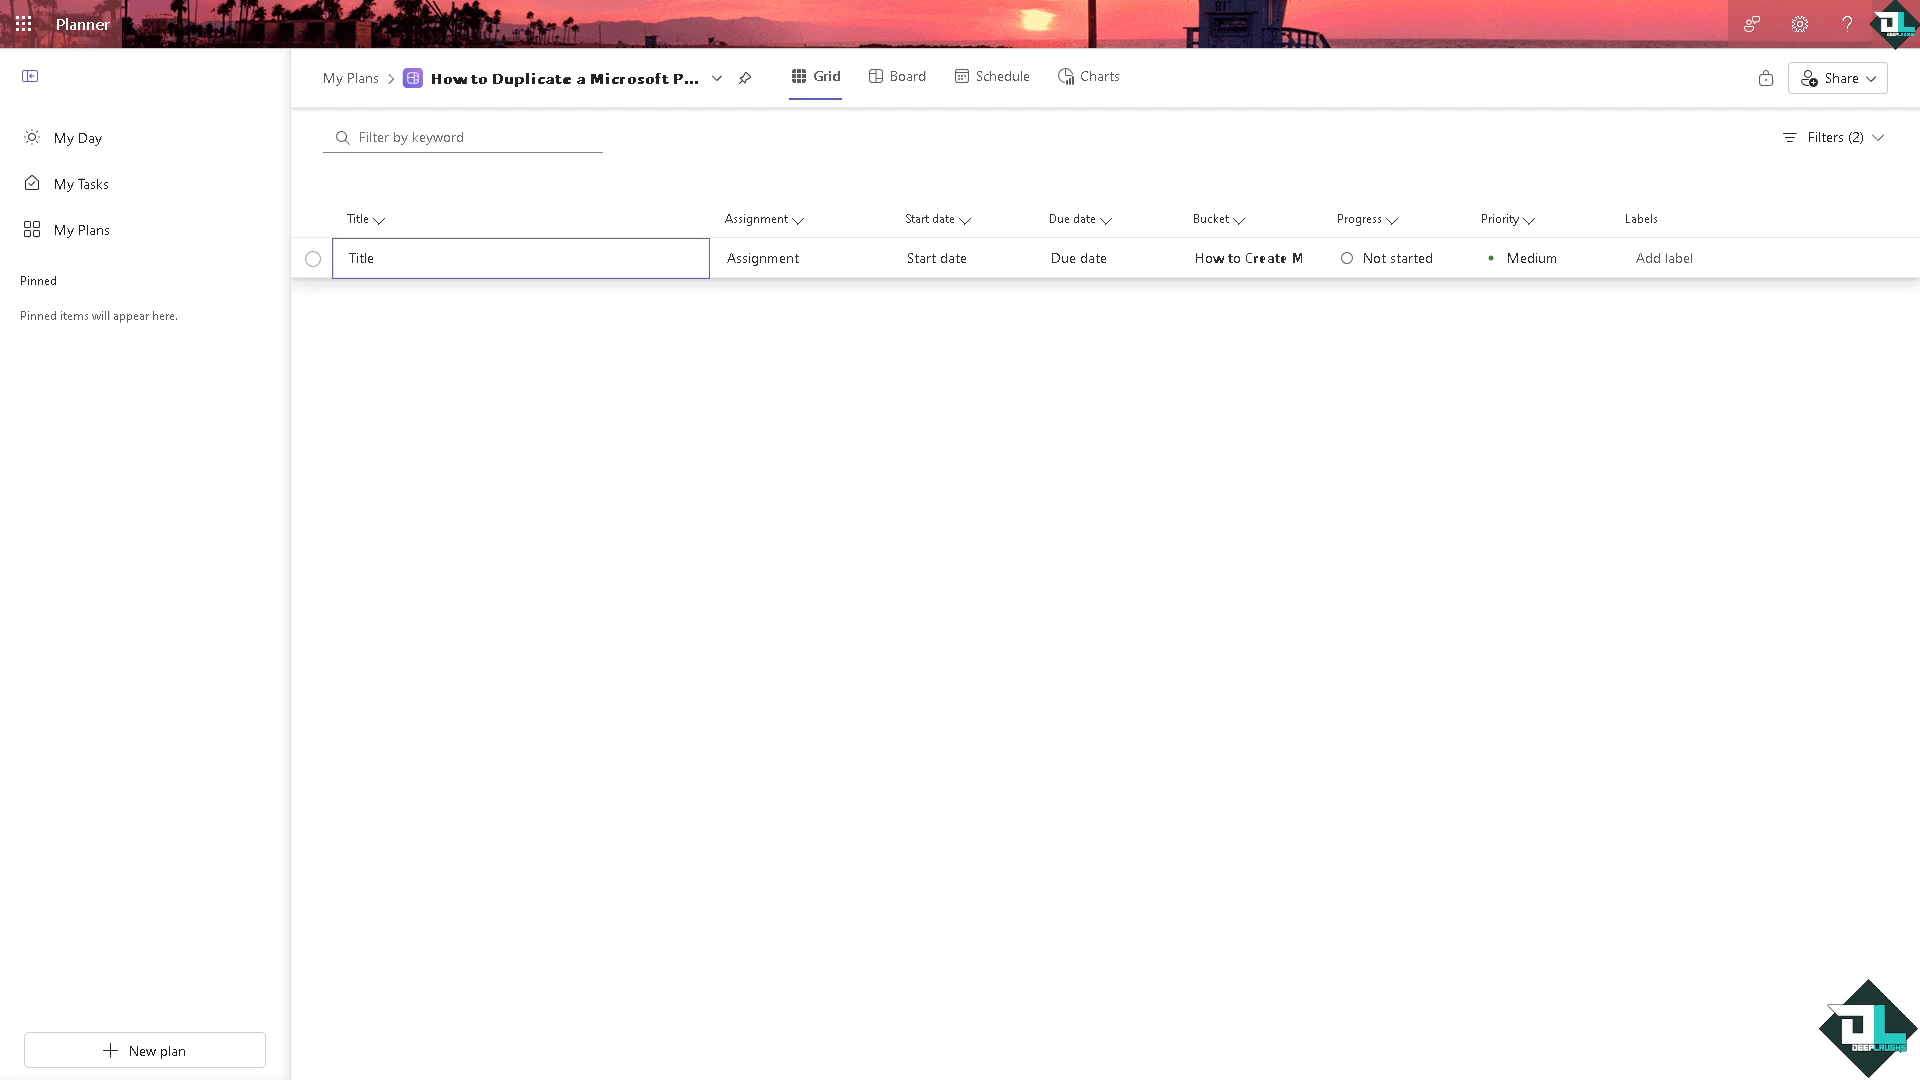 Planner
My Plans
How to Duplicate a Microsoft P...
Grid
Board
Schedule
Charts
Share
My Day
My Tasks
My Plans
Pinned
Pinned items will appear here.
New plan
Filter by keyword
Filters (2)
Title
Assignment
Start date
Due date
Bucket
Progress
Priority
Labels
Title
Assignment
Start date
Due date
How to Create M
Not started
Medium
Add label
DEEPLAUGHS